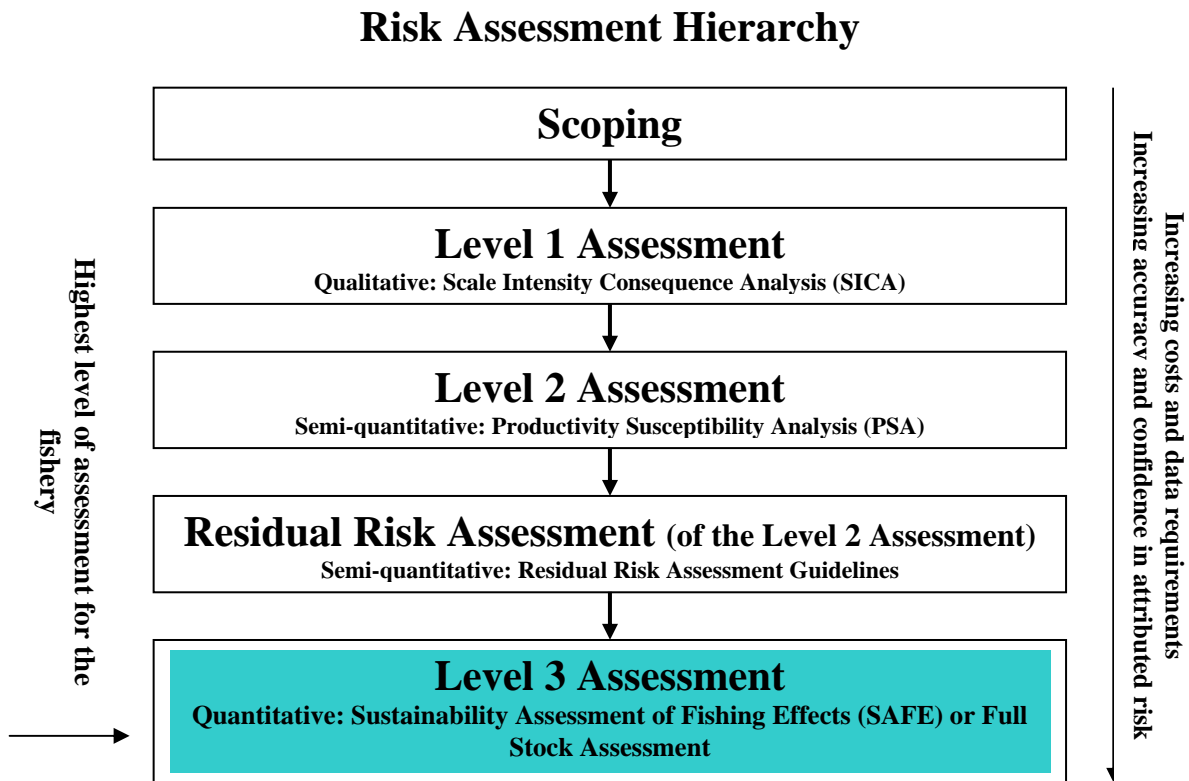 Risk Assessment Hierarchy
Scoping
Level 1 Assessment
Qualitative: Scale Intensity Consequence Analysis (SICA)
Level 2 Assessment
Semi-quantitative: Productivity Susceptibility Analysis (PSA)
Residual Risk Assessment (of the Level 2 Assessment)
Semi-quantitative: Residual Risk Assessment Guidelines
Level 3 Assessment
Quantitative: Sustainability Assessment of Fishing Effects (SAFE) or Full
Stock Assessment
Highest level of assessment for the
fishery
Increasing costs and data requirements
Increasing accuracy and confidence in attributed risk